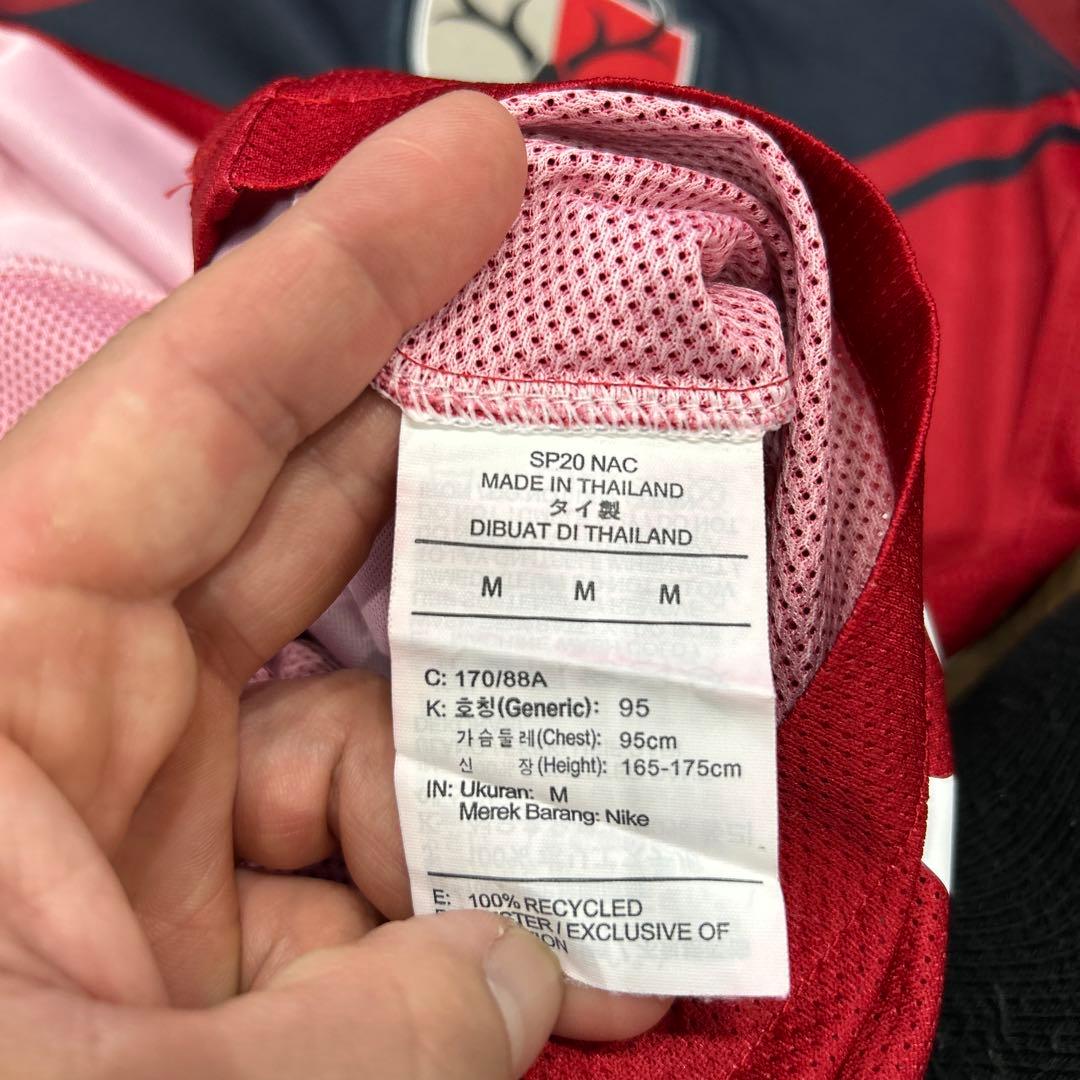 SP20 NAC
MADE IN THAILAND
タイ製
DIBUAT DI THAILAND
M M M
C: 170/88A
K: 호칭(Generic): 95
가슴둘레(Chest): 95cm
신 장(Height): 165-175cm
IN: Ukuran: M
Merek Barang: Nike
E: 100% RECYCLED
/ EXCLUSIVE OF